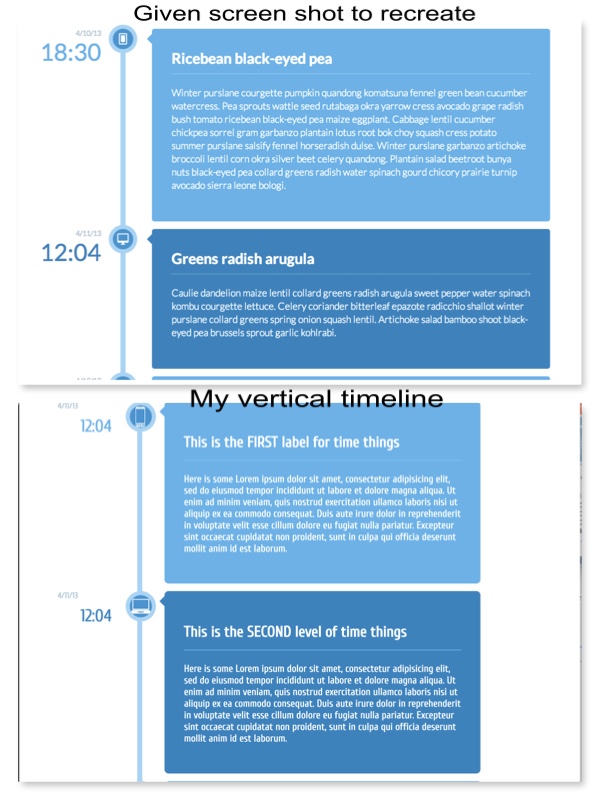 Given screen shot to recreate
4/10/13
18:30
Ricebean black-eyed pea
Winter purslane courgette pumpkin quandong komatsuna fennel green bean cucumber
watercress. Pea sprouts wattle seed rutabaga okra yarrow cress avocado grape radish
bush tomato ricebean black-eyed pea maize eggplant. Cabbage lentil cucumber
chickpea sorrel gram garbanzo plantain lotus root bok choy squash cress potato
summer purslane salsify fennel horseradish dulse. Winter purslane garbanzo artichoke
broccoli lentil corn okra silver beet celery quandong. Plantain salad beetroot bunya
nuts black-eyed pea collard greens radish water spinach gourd chicory prairie turnip
avocado sierra leone bologi.
4/11/13
12:04
Greens radish arugula
Caulie dandelion maize lentil collard greens radish arugula sweet pepper water spinach
kombu courgette lettuce. Celery coriander bitterleaf epazote radicchio shallot winter
purslane collard greens spring onion squash lentil. Artichoke salad bamboo shoot black-
eyed pea brussels sprout garlic kohlrabi.
My vertical timeline
4/11/13
12:04
This is the FIRST label for time things
Here is some Lorem ipsum dolor sit amet, consectetur adipisicing elit,
sed do eiusmod tempor incididunt ut labore et dolore magna aliqua. Ut
enim ad minim veniam, quis nostrud exercitation ullamco laboris nisi ut
aliquip ex ea commodo consequat. Duis aute irure dolor in reprehenderit
in voluptate velit esse cillum dolore eu fugiat nulla pariatur. Excepteur
sint occaecat cupidatat non proident, sunt in culpa qui officia deserunt
mollit anim id est laborum.
4/11/13
12:04
This is the SECOND level of time things
Here is some Lorem ipsum dolor sit amet, consectetur adipisicing elit,
sed do eiusmod tempor incididunt ut labore et dolore magna aliqua. Ut
enim ad minim veniam, quis nostrud exercitation ullamco laboris nisi ut
aliquip ex ea commodo consequat. Duis aute irure dolor in reprehenderit
in voluptate velit esse cillum dolore eu fugiat nulla pariatur. Excepteur
sint occaecat cupidatat non proident, sunt in culpa qui officia deserunt
mollit anim id est laborum.